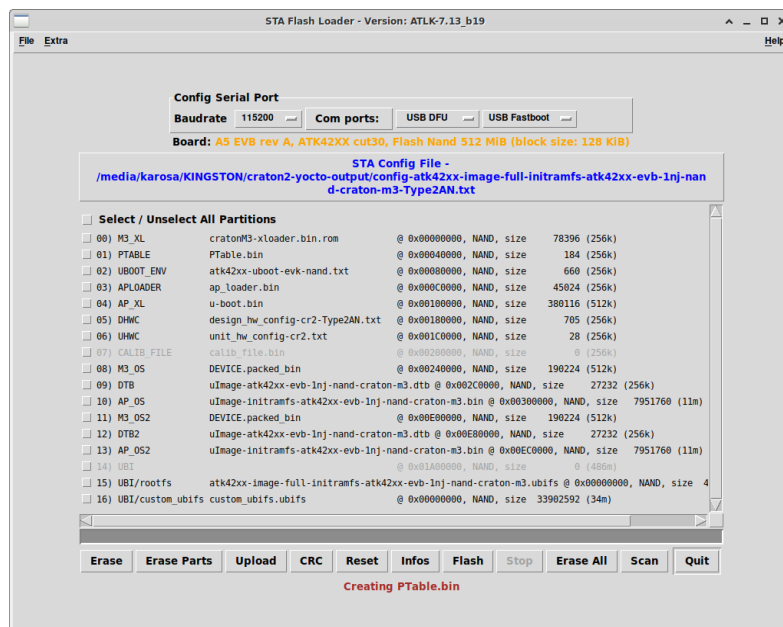 STA Flash Loader - Version: ATLK-7.13_b19
File Extra Help
Config Serial Port
Baudrate 115200 Com ports: USB DFU USB Fastboot
Board: A5 EVB rev A, ATK42XX cut30, Flash Nand 512 MiB (block size: 128 KiB)
STA Config File -
/media/karosa/KINGSTON/craton2-yocto-output/config-atk42xx-image-full-initramfs-atk42xx-evb-1nj-nan
d-craton-m3-Type2AN.txt
Select / Unselect All Partitions
00) M3_XL cratonM3-xloader.bin.rom @ 0x00000000, NAND, size 78396 (256k)
01) PTABLE PTable.bin @ 0x00040000, NAND, size 184 (256k)
02) UBOOT_ENV atk42xx-uboot-evk-nand.txt @ 0x00080000, NAND, size 660 (256k)
03) APLOADER ap_loader.bin @ 0x000C0000, NAND, size 45024 (256k)
04) AP_XL u-boot.bin @ 0x00100000, NAND, size 380116 (512k)
05) DHWC design_hw_config-cr2-Type2AN.txt @ 0x00180000, NAND, size 705 (256k)
06) UHWC unit_hw_config-cr2.txt @ 0x001C0000, NAND, size 28 (256k)
07) CALIB_FILE calib_file.bin @ 0x00200000, NAND, size 0 (256k)
08) M3_OS DEVICE.packed_bin @ 0x00240000, NAND, size 190224 (512k)
09) DTB uImage-atk42xx-evb-1nj-nand-craton-m3.dtb @ 0x002C0000, NAND, size 27232 (256k)
10) AP_OS uImage-initramfs-atk42xx-evb-1nj-nand-craton-m3.bin @ 0x00300000, NAND, size 7951760 (11m)
11) M3_OS2 DEVICE.packed_bin @ 0x00E00000, NAND, size 190224 (512k)
12) DTB2 uImage-atk42xx-evb-1nj-nand-craton-m3.dtb @ 0x00E80000, NAND, size 27232 (256k)
13) AP_OS2 uImage-initramfs-atk42xx-evb-1nj-nand-craton-m3.bin @ 0x00EC0000, NAND, size 7951760 (11m)
14) UBI @ 0x01A00000, NAND, size 0 (486m)
15) UBI/rootfs atk42xx-image-full-initramfs-atk42xx-evb-1nj-nand-craton-m3.ubifs @ 0x00000000, NAND, size 4
16) UBI/custom_ubifs custom_ubifs.ubifs @ 0x00000000, NAND, size 33902592 (34m)
Erase Erase Parts Upload CRC Reset Infos Flash Stop Erase All Scan Quit
Creating PTable.bin